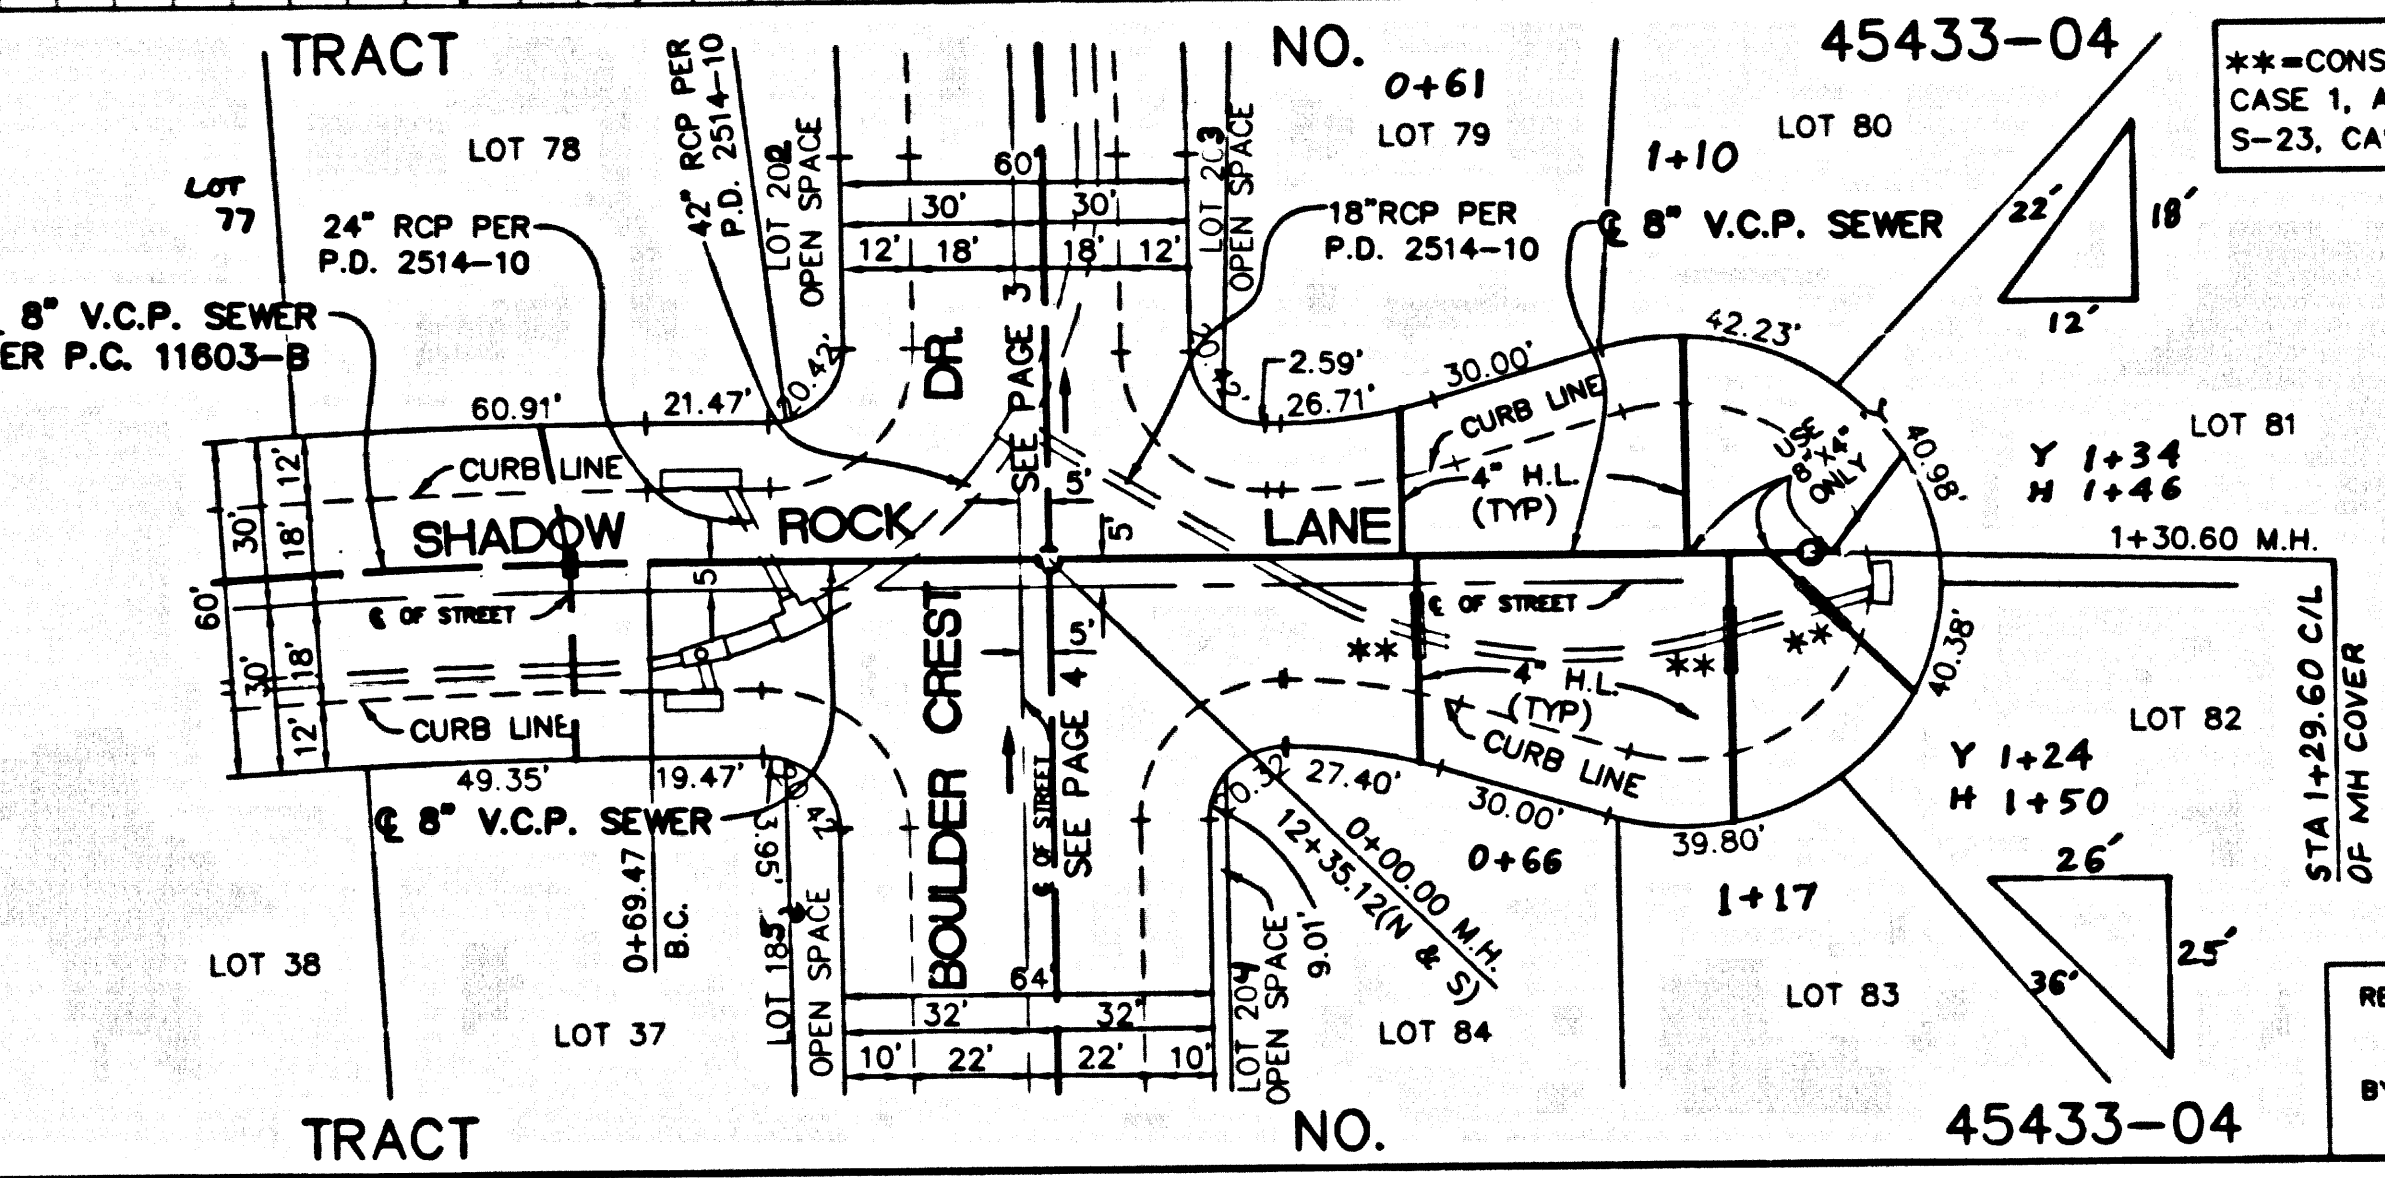 TRACT
NO.
45433-04
**=CONS
CASE 1, A
S-23, CA
LOT 78
LOT
77
24" RCP PER
P.D. 2514-10
42" RCP PER
P.D. 2514-10
LOT 202
OPEN SPACE
60'
30' 30'
12' 18' 18' 12'
LOT 203
OPEN SPACE
0+61
LOT 79
1+10
LOT 80
18"RCP PER
P.D. 2514-10
℄ 8" V.C.P. SEWER
22'
18'
12'
8" V.C.P. SEWER
ER P.C. 11603-B
60.91'
21.47'
20.42'
DR.
SEE PAGE 3
2.59'
26.71'
30.00'
42.23'
CURB LINE
CURB LINE
4" H.L.
(TYP)
USE
8"X4"
ONLY
40.98'
LOT 81
Y 1+34
H 1+46
1+30.60 M.H.
12'
18'
30'
60'
30'
18'
12'
SHADOW ROCK LANE
5'
5'
5
5'
℄ OF STREET
℄ OF STREET
**
**
**
4" H.L.
(TYP)
CURB LINE
CURB LINE
40.38'
49.35'
19.47'
℄ 8" V.C.P. SEWER
3.95'
0+69.47
B.C.
BOULDER CREST
℄ OF STREET
SEE PAGE 4
27.40'
30.00'
39.80'
0+00.00 M.H.
12+35.12(N & S)
9.01'
0+66
1+17
LOT 82
Y 1+24
H 1+50
26'
25'
36'
STA 1+29.60 C/L
OF MH COVER
LOT 38
LOT 37
LOT 185
OPEN SPACE
64'
32' 32'
10' 22' 22' 10'
LOT 204
OPEN SPACE
LOT 84
LOT 83
RE
BY
TRACT
NO.
45433-04